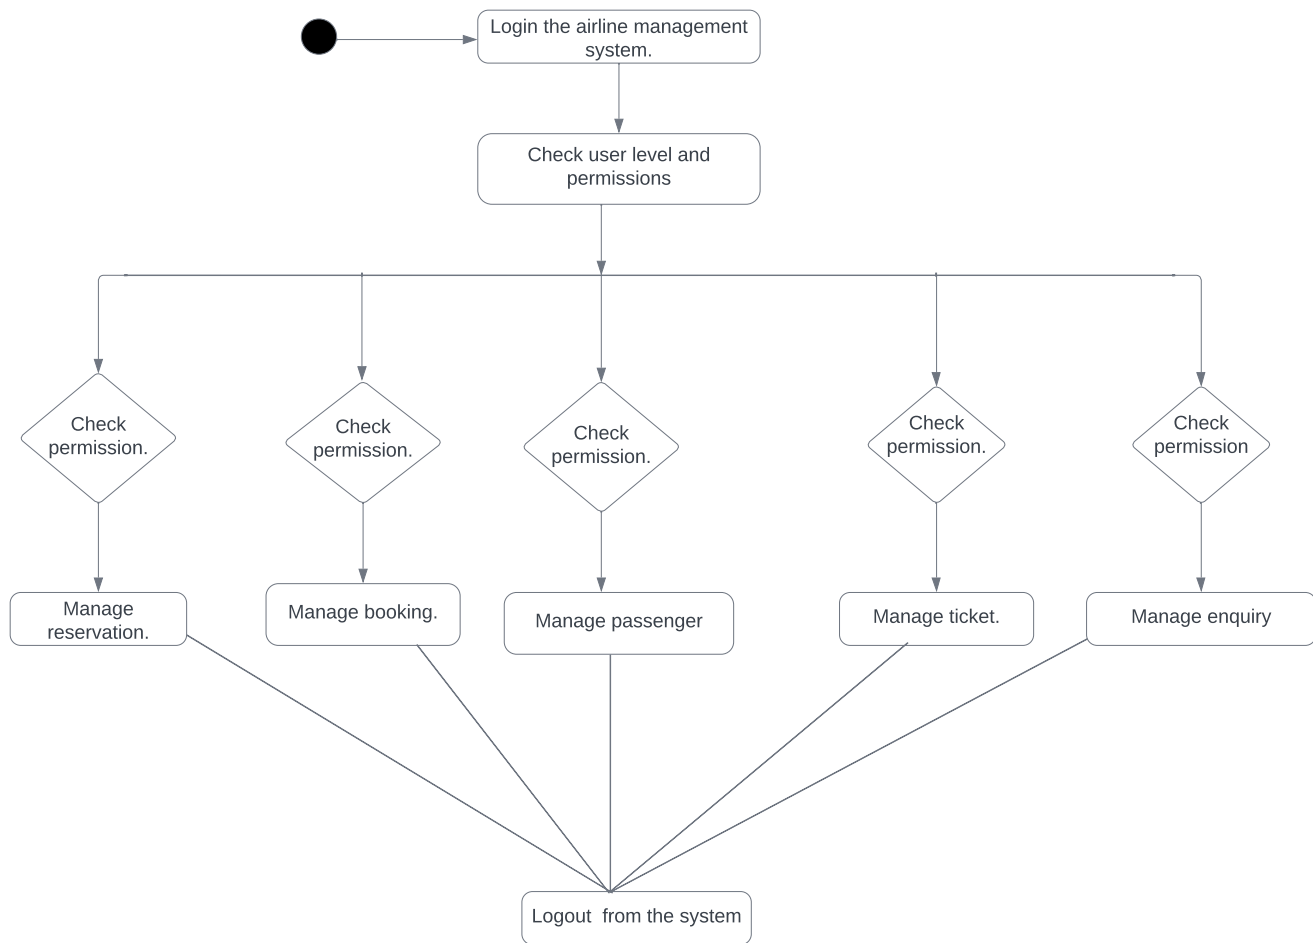 Login the airline management
system.
Check user level and
permissions
Check
permission.
Check
permission.
Check
permission.
Check
permission.
Check
permission
Manage
reservation.
Manage booking.
Manage passenger
Manage ticket.
Manage enquiry
Logout  from the system